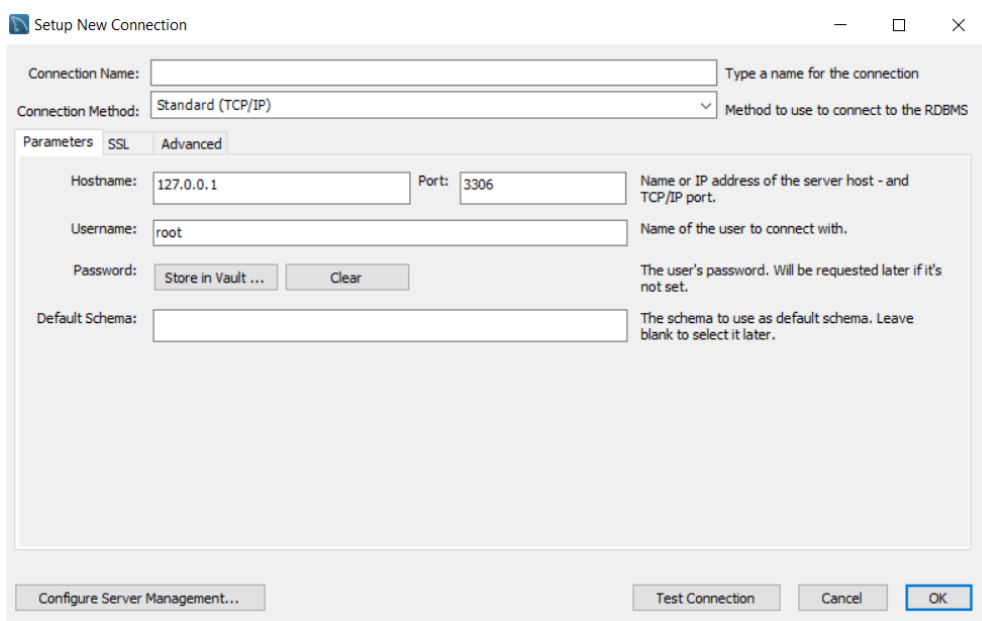 Setup New Connection
Connection Name:
Type a name for the connection
Connection Method:
Standard (TCP/IP)
Method to use to connect to the RDBMS
Parameters SSL Advanced
Hostname:
127.0.0.1
Port:
3306
Name or IP address of the server host - and
TCP/IP port.
Username:
root
Name of the user to connect with.
Password:
Store in Vault ...
Clear
The user's password. Will be requested later if it's
not set.
Default Schema:
The schema to use as default schema. Leave
blank to select it later.
Configure Server Management...
Test Connection
Cancel
OK